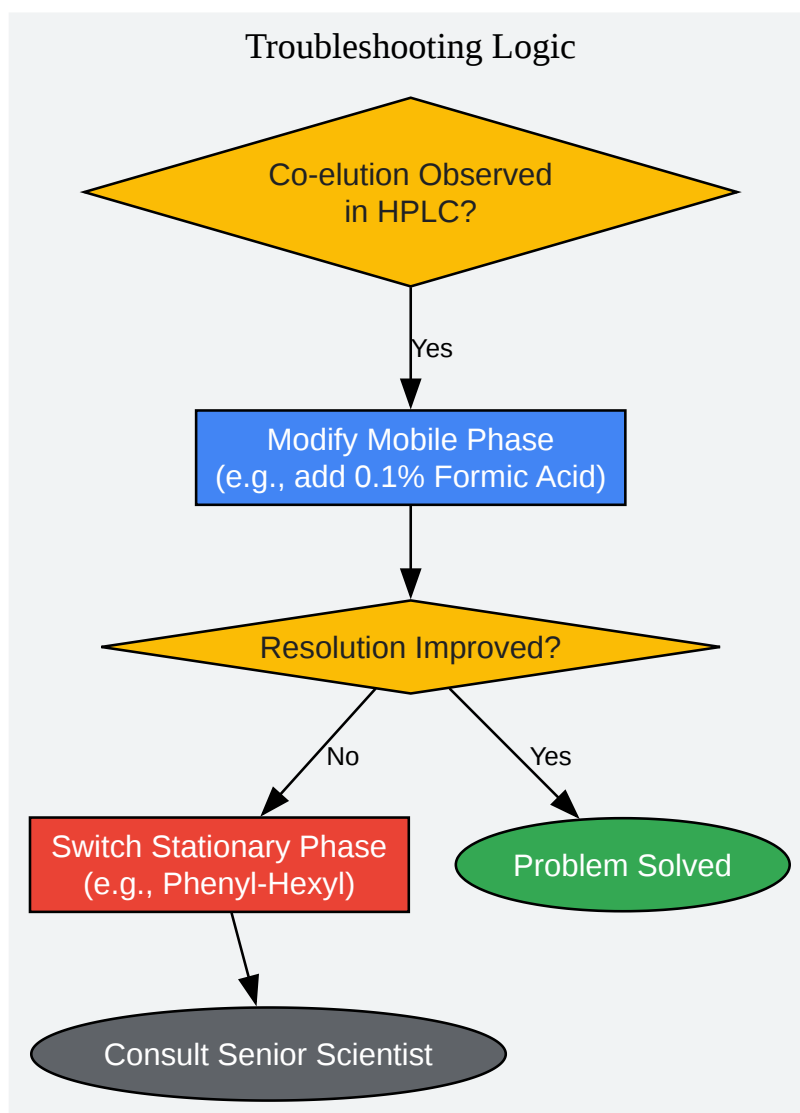 Troubleshooting Logic
Co-elution Observed
in HPLC?
Yes
Modify Mobile Phase
(e.g., add 0.1% Formic Acid)
Resolution Improved?
No
Yes
Switch Stationary Phase
(e.g., Phenyl-Hexyl)
Problem Solved
Consult Senior Scientist